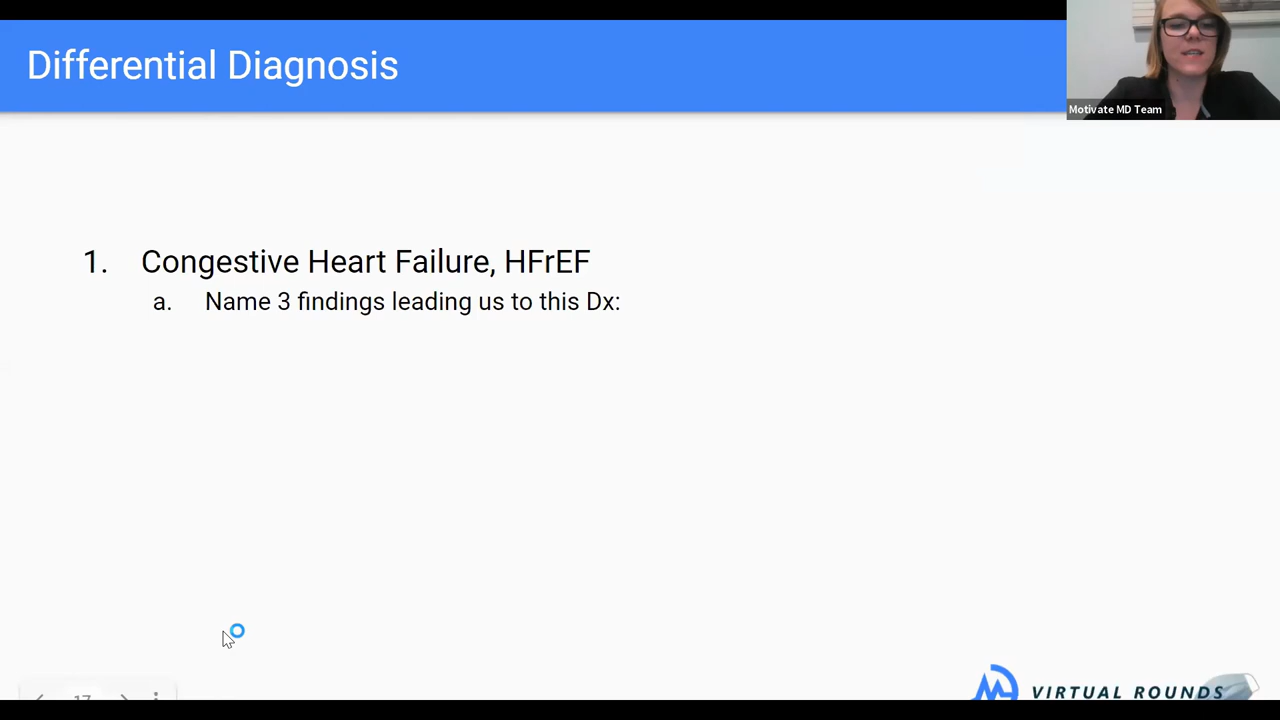 Differential Diagnosis
Motivate MD Team
1. Congestive Heart Failure, HFrEF
a. Name 3 findings leading us to this Dx:
17
VIRTUAL ROUNDS